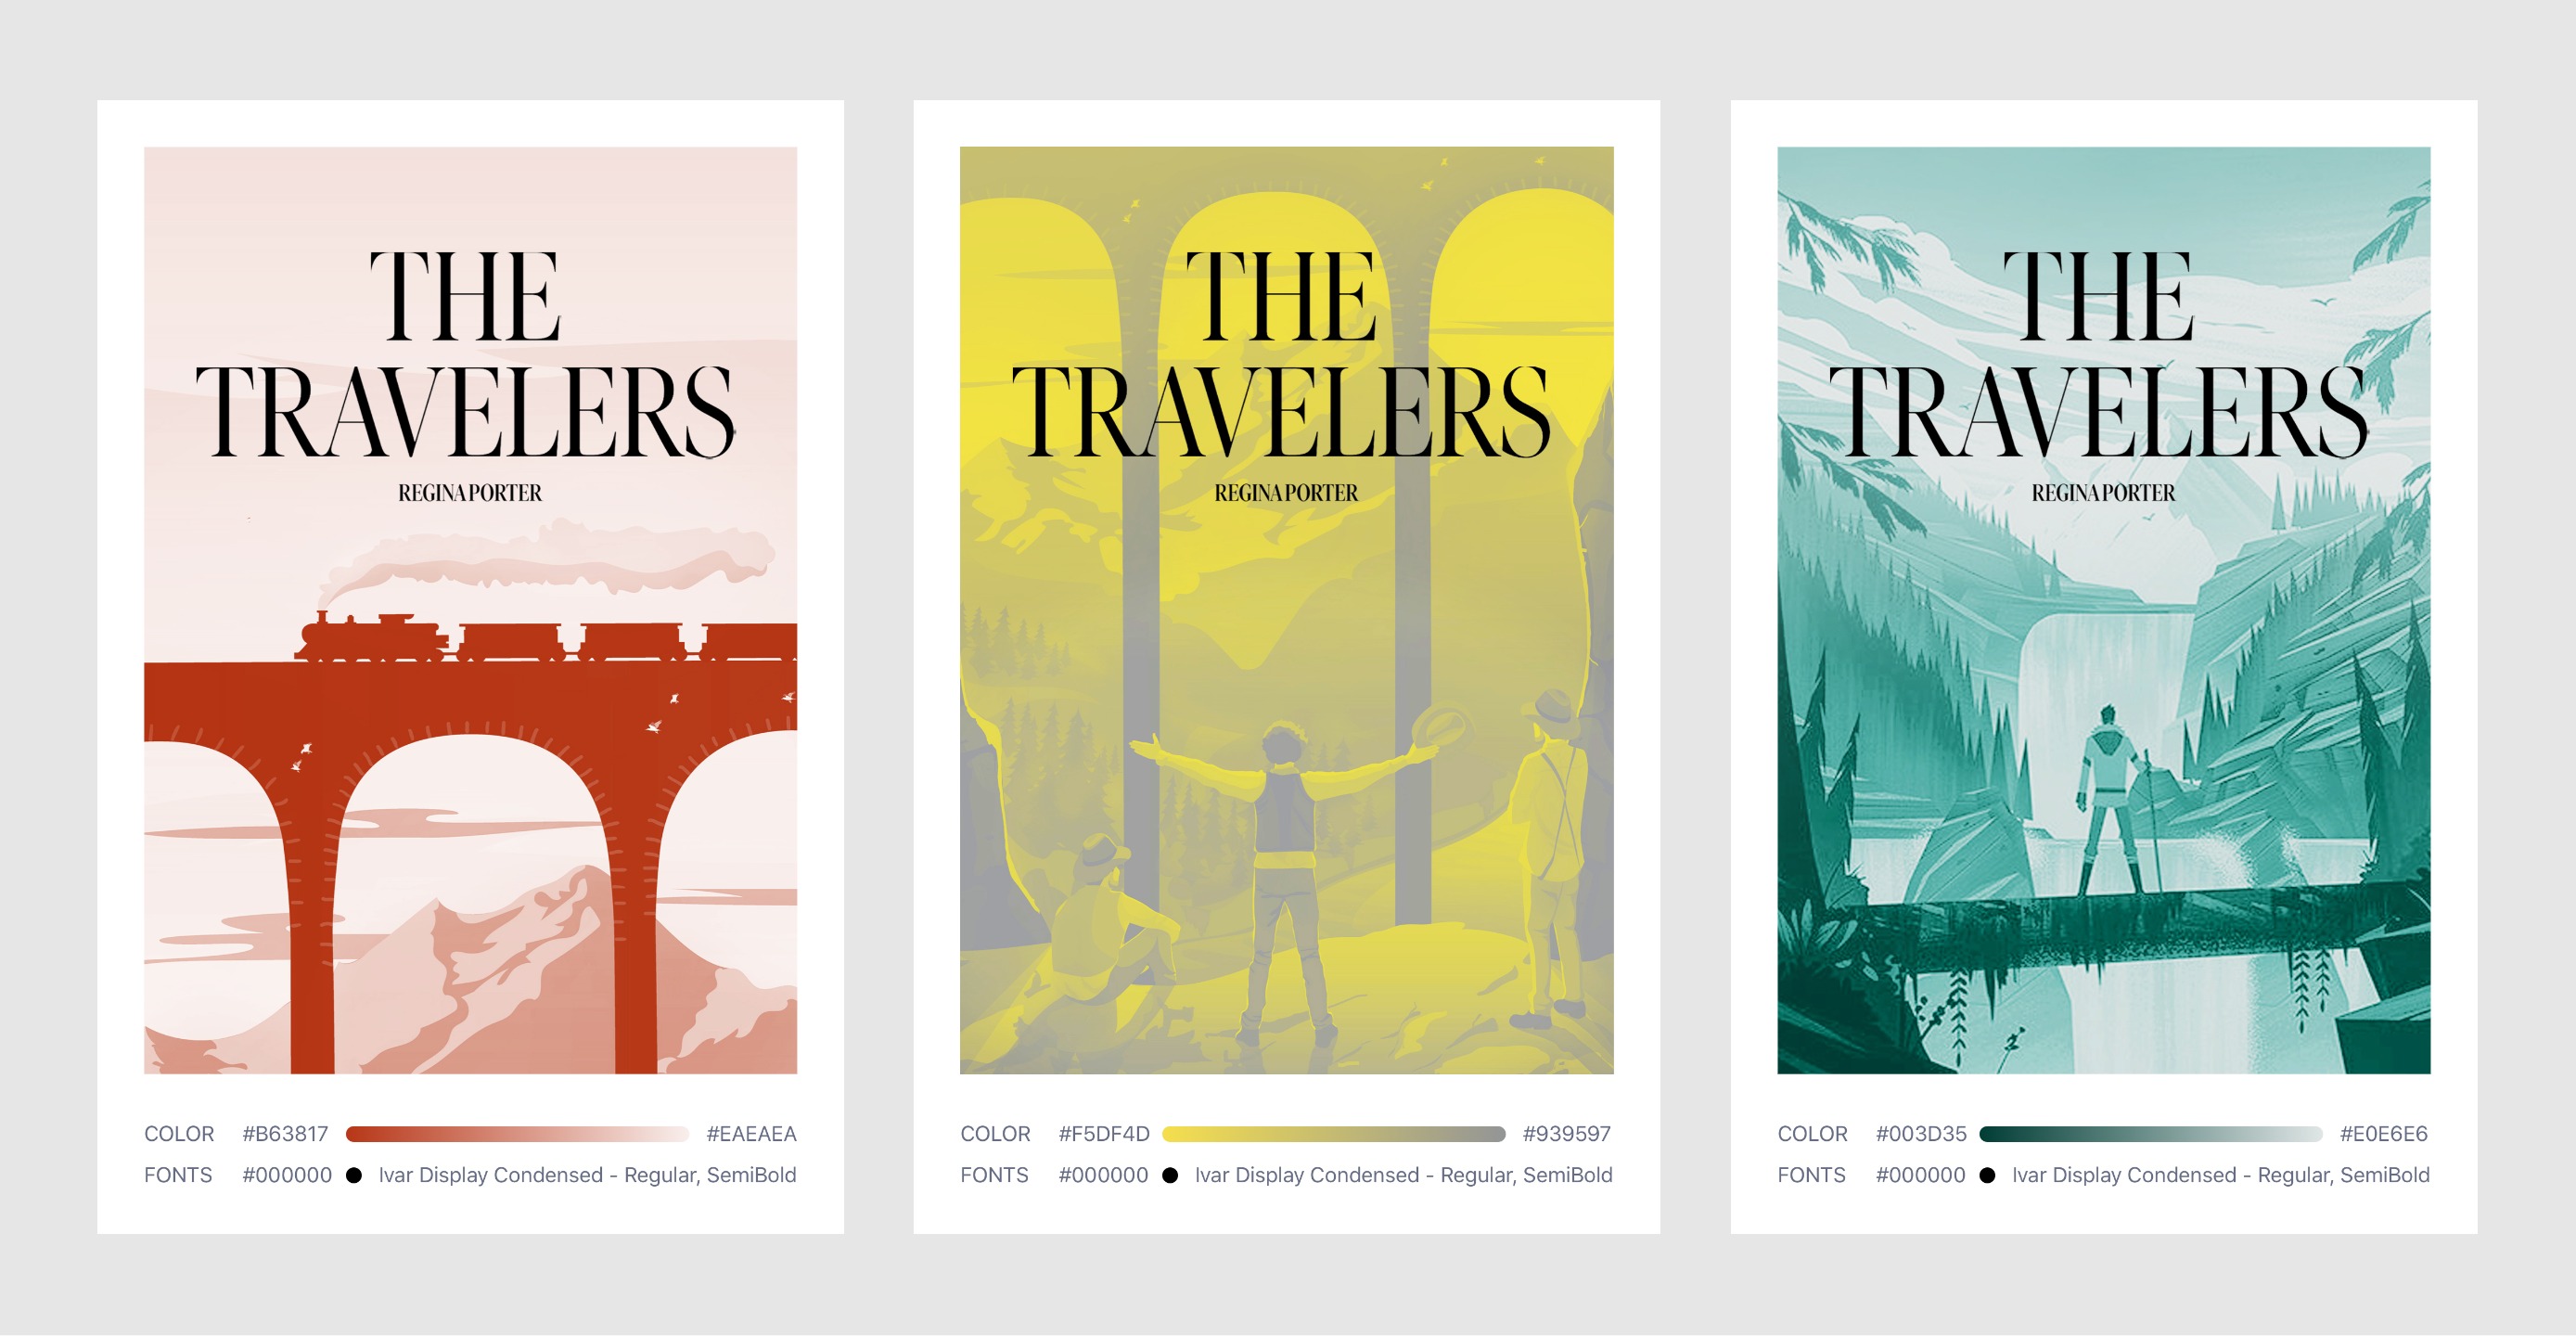 THE
TRAVELERS
REGINA PORTER
COLOR #B63817 #EAEAEA
FONTS #000000 Ivar Display Condensed - Regular, SemiBold
THE
TRAVELERS
REGINA PORTER
COLOR #F5DF4D #939597
FONTS #000000 Ivar Display Condensed - Regular, SemiBold
THE
TRAVELERS
REGINA PORTER
COLOR #003D35 #E0E6E6
FONTS #000000 Ivar Display Condensed - Regular, SemiBold